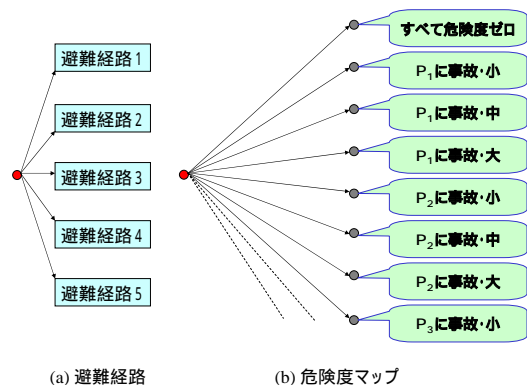 避難経路1
避難経路2
避難経路3
避難経路4
避難経路5
すべて危険度ゼロ
P1に事故・小
P1に事故・中
P1に事故・大
P2に事故・小
P2に事故・中
P2に事故・大
P3に事故・小
(a) 避難経路
(b) 危険度マップ